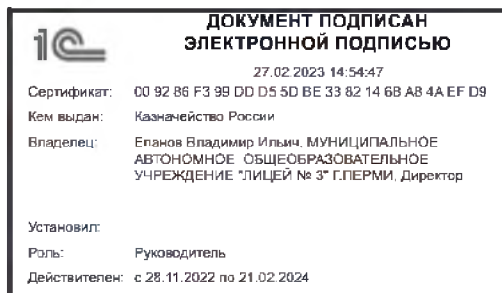 1С
ДОКУМЕНТ ПОДПИСАН
ЭЛЕКТРОННОЙ ПОДПИСЬЮ
27.02.2023 14:54:47
Сертификат: 00 92 86 F3 99 DD D5 5D BE 33 82 14 6B A8 4A EF D9
Кем выдан: Казначейство России
Владелец: Епанов Владимир Ильич, МУНИЦИПАЛЬНОЕ
АВТОНОМНОЕ ОБЩЕОБРАЗОВАТЕЛЬНОЕ
УЧРЕЖДЕНИЕ "ЛИЦЕЙ № 3" Г.ПЕРМИ, Директор
Установил:
Роль: Руководитель
Действителен: с 28.11.2022 по 21.02.2024